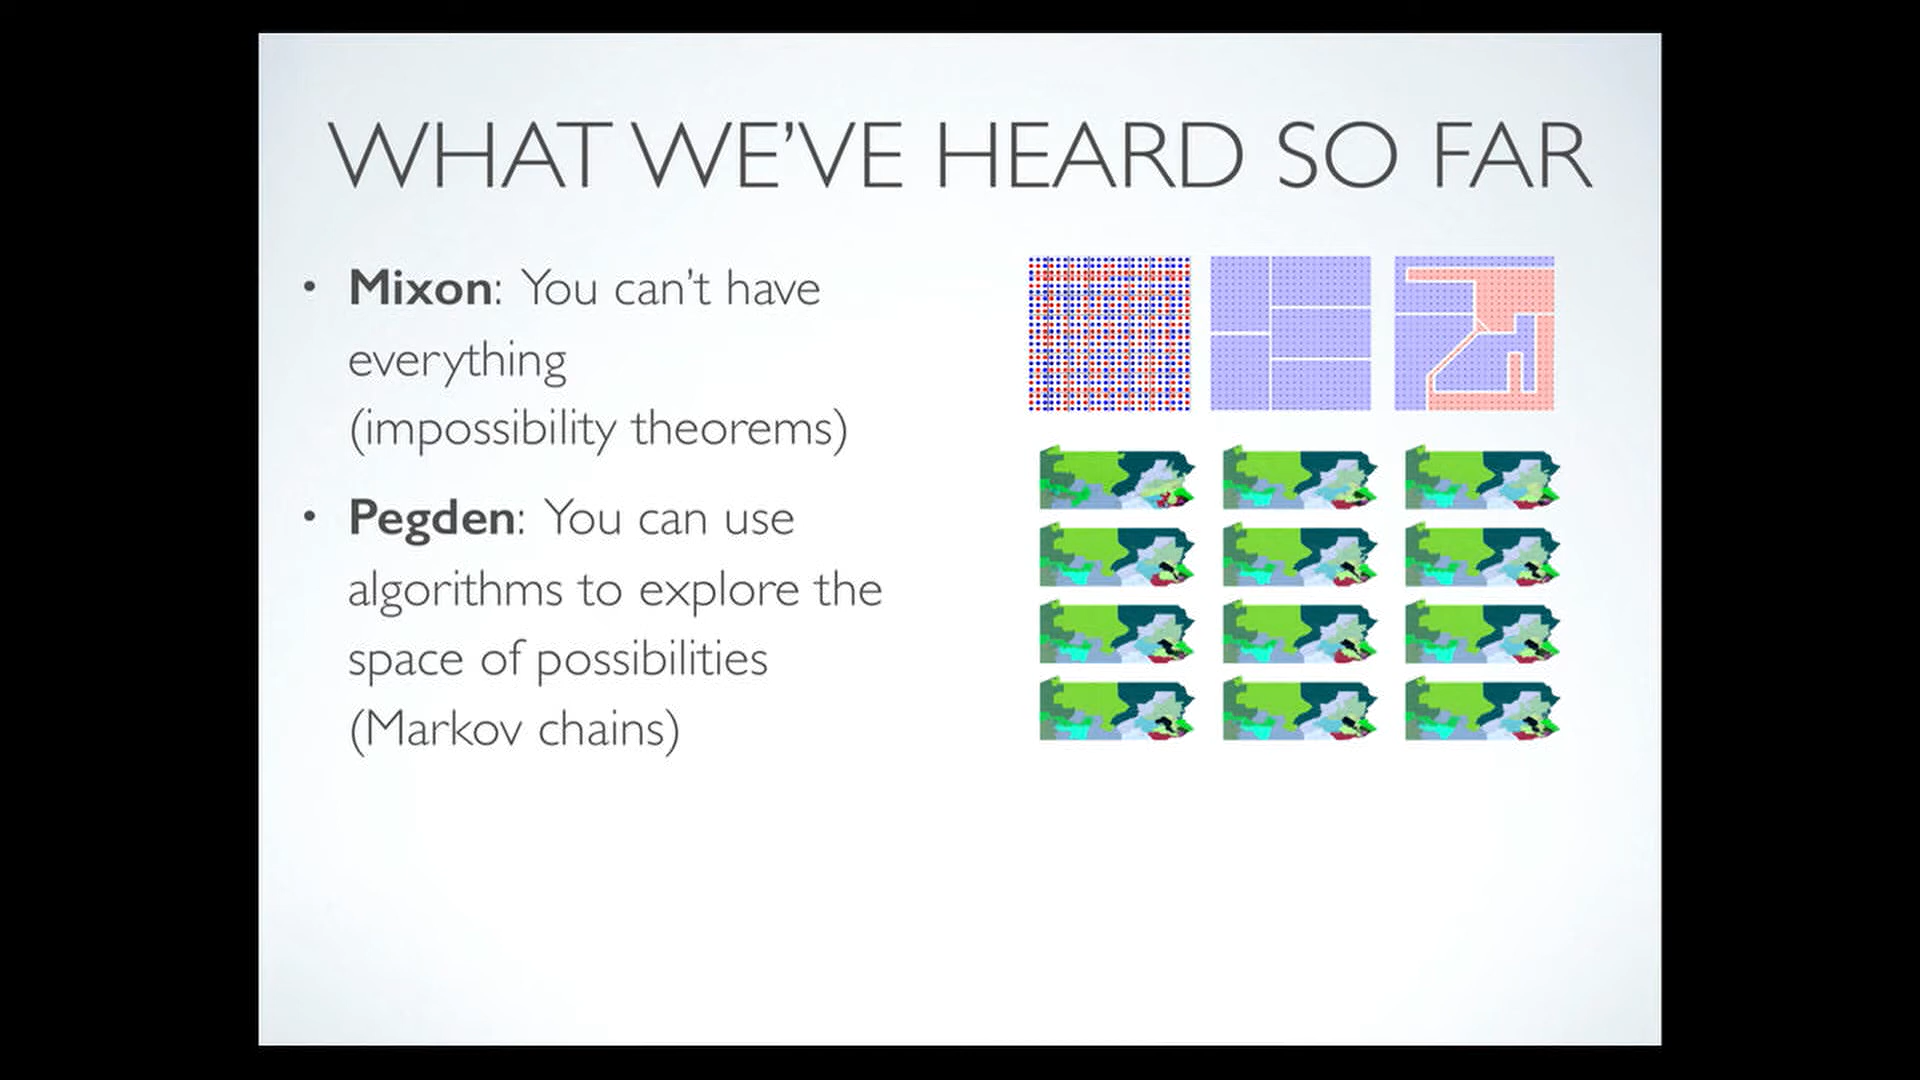 WHAT WE’VE HEARD SO FAR
• Mixon: You can’t have
everything
(impossibility theorems)
• Pegden: You can use
algorithms to explore the
space of possibilities
(Markov chains)